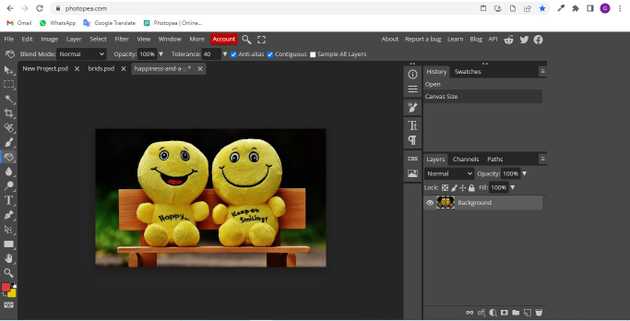 photopea.com
Gmail WhatsApp Google Translate Photopea | Online...
File Edit Image Layer Select Filter View Window More Account About Report a bug Learn Blog API
Blend Mode: Normal Opacity: 100% Tolerance: 40 Anti-alias Contiguous Sample All Layers
New Project.psd brids.psd happiness-and-a... *
History Swatches
Open
Canvas Size
Layers Channels Paths
Normal Opacity: 100%
Lock: Fill: 100%
Background
CSS
Happy
Keep on
Smiling!